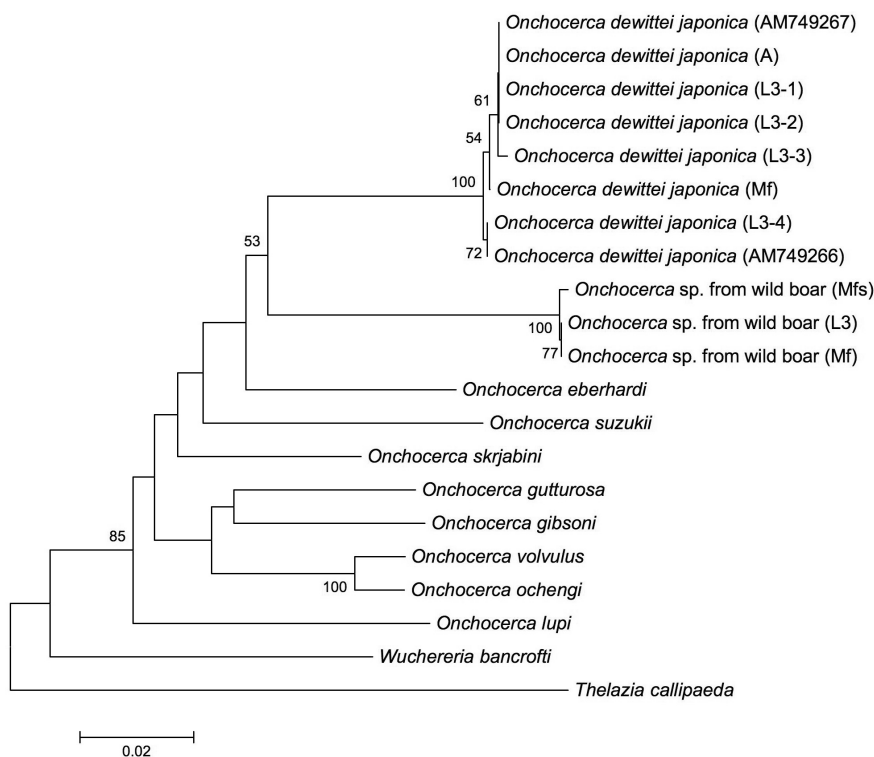 Onchocerca dewittei japonica (AM749267)
Onchocerca dewittei japonica (A)
61
Onchocerca dewittei japonica (L3-1)
Onchocerca dewittei japonica (L3-2)
54
Onchocerca dewittei japonica (L3-3)
100
Onchocerca dewittei japonica (Mf)
Onchocerca dewittei japonica (L3-4)
53
72
Onchocerca dewittei japonica (AM749266)
Onchocerca sp. from wild boar (Mfs)
100
Onchocerca sp. from wild boar (L3)
77
Onchocerca sp. from wild boar (Mf)
Onchocerca eberhardi
Onchocerca suzukii
Onchocerca skrjabini
Onchocerca gutturosa
Onchocerca gibsoni
85
Onchocerca volvulus
100
Onchocerca ochengi
Onchocerca lupi
Wuchereria bancrofti
Thelazia callipaeda
0.02